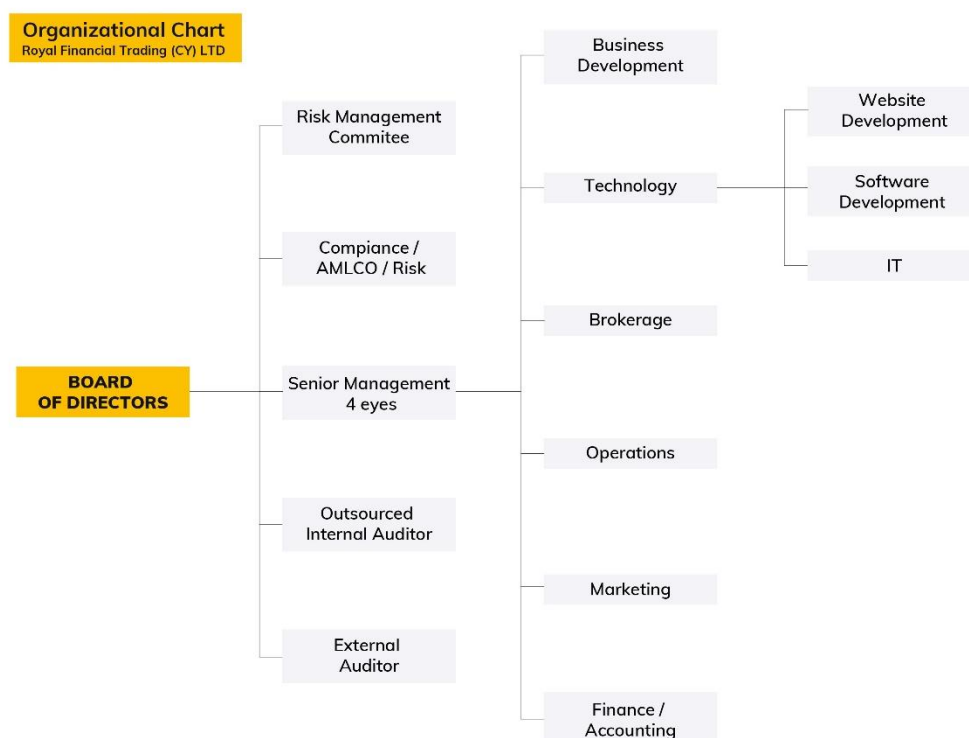 Organizational Chart
Royal Financial Trading (CY) LTD
BOARD
OF DIRECTORS
Risk Management
Commitee
Compiance /
AMLCO / Risk
Senior Management
4 eyes
Outsourced
Internal Auditor
External
Auditor
Business
Development
Technology
Brokerage
Operations
Marketing
Finance /
Accounting
Website
Development
Software
Development
IT